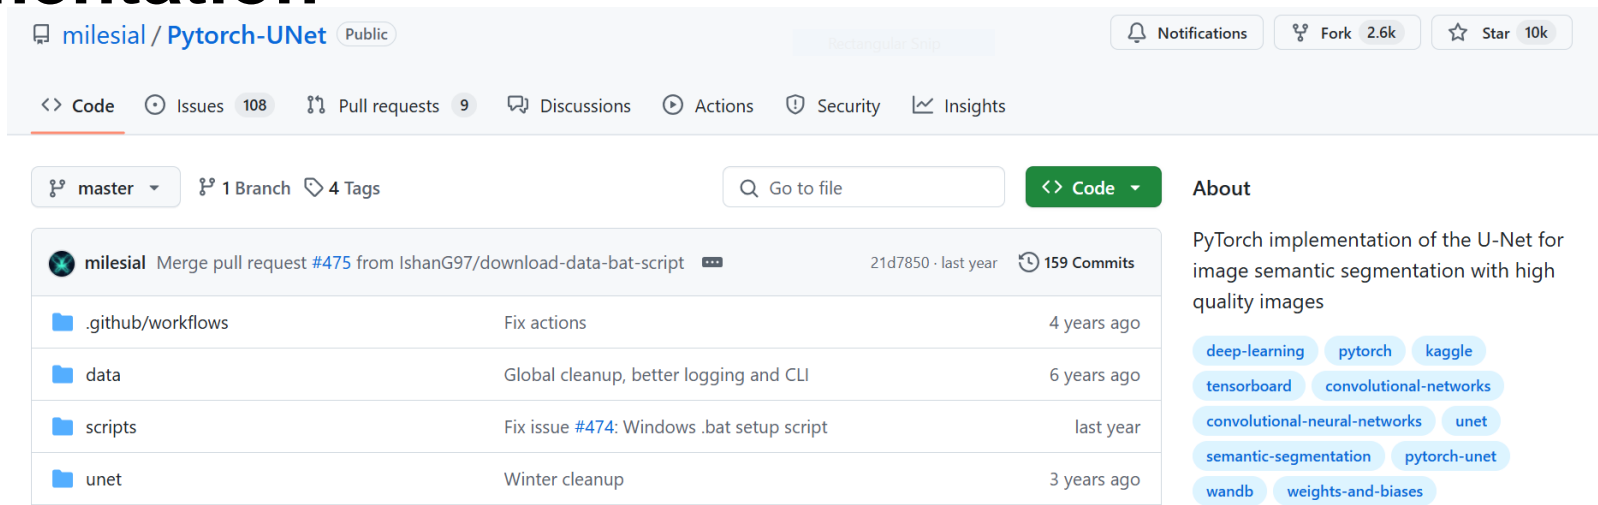 milesial / Pytorch-UNet Public
Rectangular Snip
Notifications
Fork 2.6k
Star 10k
Code
Issues 108
Pull requests 9
Discussions
Actions
Security
Insights
master
1 Branch
4 Tags
Go to file
Code
milesial Merge pull request #475 from IshanG97/download-data-bat-script
21d7850 · last year
159 Commits
.github/workflows Fix actions 4 years ago
data Global cleanup, better logging and CLI 6 years ago
scripts Fix issue #474: Windows .bat setup script last year
unet Winter cleanup 3 years ago
About
PyTorch implementation of the U-Net for
image semantic segmentation with high
quality images
deep-learning pytorch kaggle
tensorboard convolutional-networks
convolutional-neural-networks unet
semantic-segmentation pytorch-unet
wandb weights-and-biases